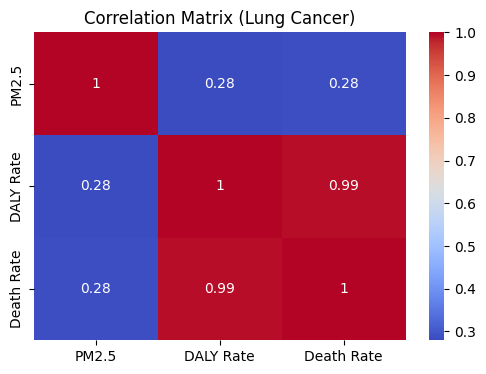 Correlation Matrix (Lung Cancer)
PM2.5
1
0.28
0.28
DALY Rate
0.28
1
0.99
Death Rate
0.28
0.99
1
PM2.5
DALY Rate
Death Rate
1.0
0.9
0.8
0.7
0.6
0.5
0.4
0.3